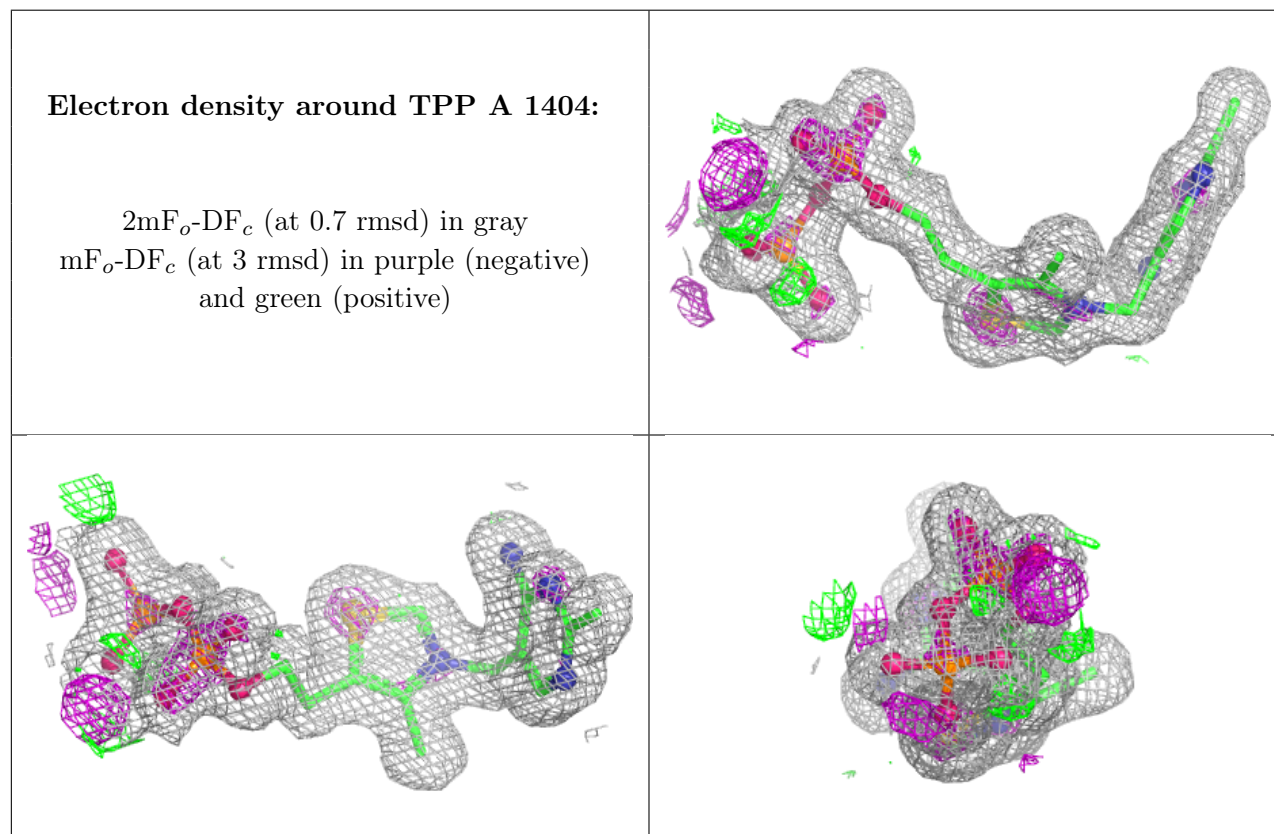 Electron density around TPP A 1404:
2mFₒ-DF𝒸 (at 0.7 rmsd) in gray
mFₒ-DF𝒸 (at 3 rmsd) in purple (negative)
and green (positive)